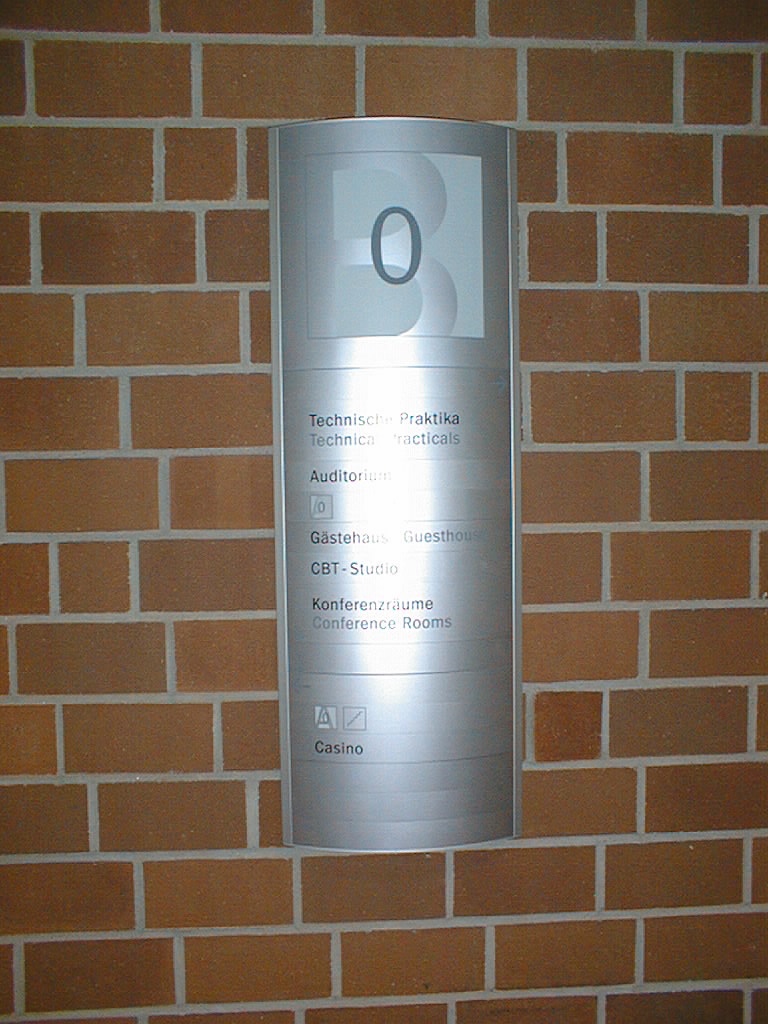 B
0
Technische Praktika
Technical Practicals
Auditorium
0
Gästehaus Guesthouse
CBT-Studio
Konferenzräume
Conference Rooms
A
Casino